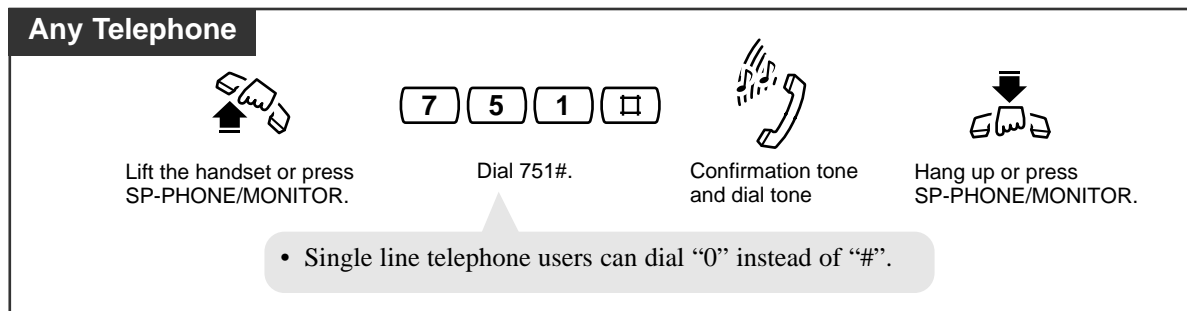 Any Telephone
7 5 1 #
Lift the handset or press
SP-PHONE/MONITOR.
Dial 751#.
Confirmation tone
and dial tone
Hang up or press
SP-PHONE/MONITOR.
• Single line telephone users can dial “0” instead of “#”.